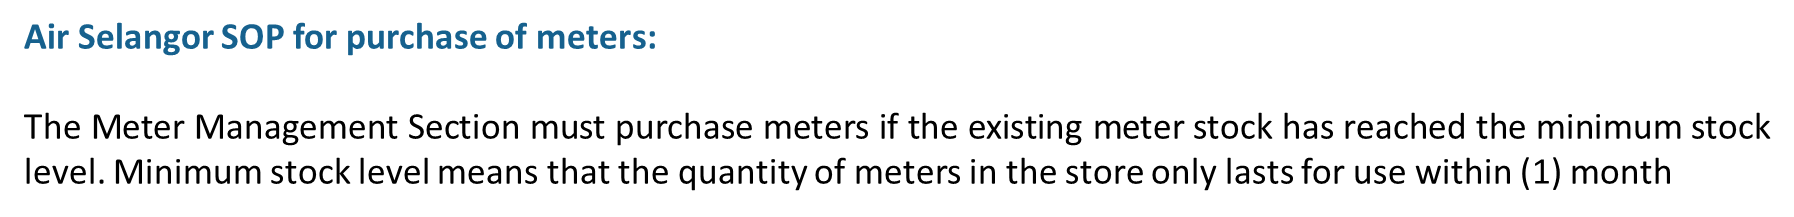 Air Selangor SOP for purchase of meters:
The Meter Management Section must purchase meters if the existing meter stock has reached the minimum stock
level. Minimum stock level means that the quantity of meters in the store only lasts for use within (1) month